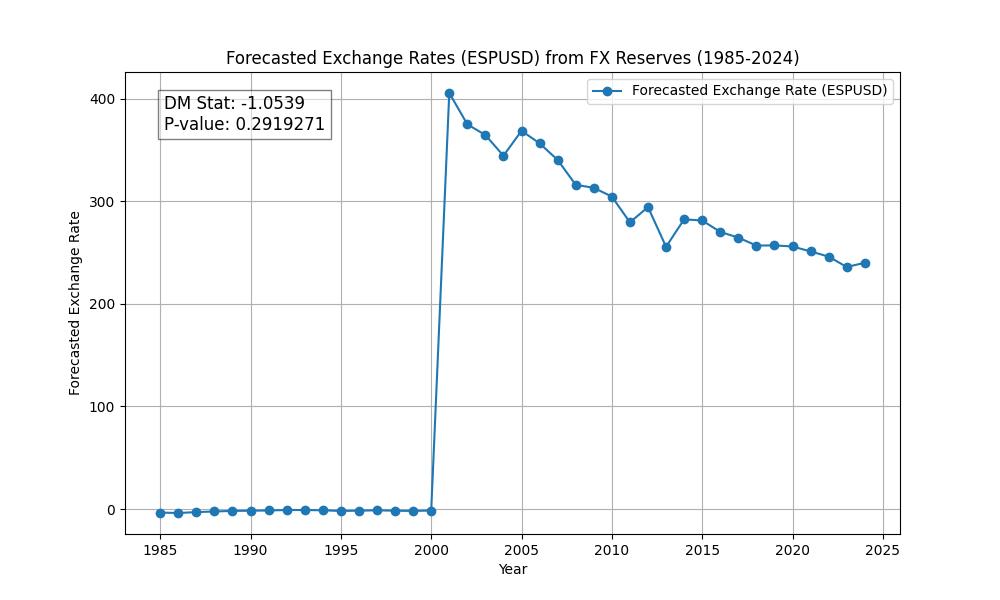 Forecasted Exchange Rates (ESPUSD) from FX Reserves (1985-2024)
DM Stat: -1.0539
P-value: 0.2919271
Forecasted Exchange Rate (ESPUSD)
Forecasted Exchange Rate
400
300
200
100
0
1985 1990 1995 2000 2005 2010 2015 2020 2025
Year